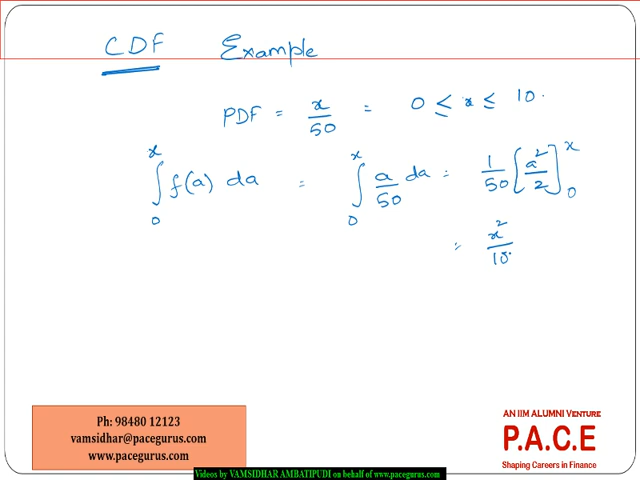 CDF Example
PDF = x/50 = 0 ≤ x ≤ 10.
∫₀ˣ f(a) da = ∫₀ˣ a/50 da = 1/50 [a²/2]₀ˣ
= x²/10
Ph: 98480 12123
vamsidhar@pacegurus.com
www.pacegurus.com
AN IIM ALUMNI VENTURE
P.A.C.E
Shaping Careers in Finance
Videos by VAMSIDHAR AMBATIPUDI on behalf of www.pacegurus.com